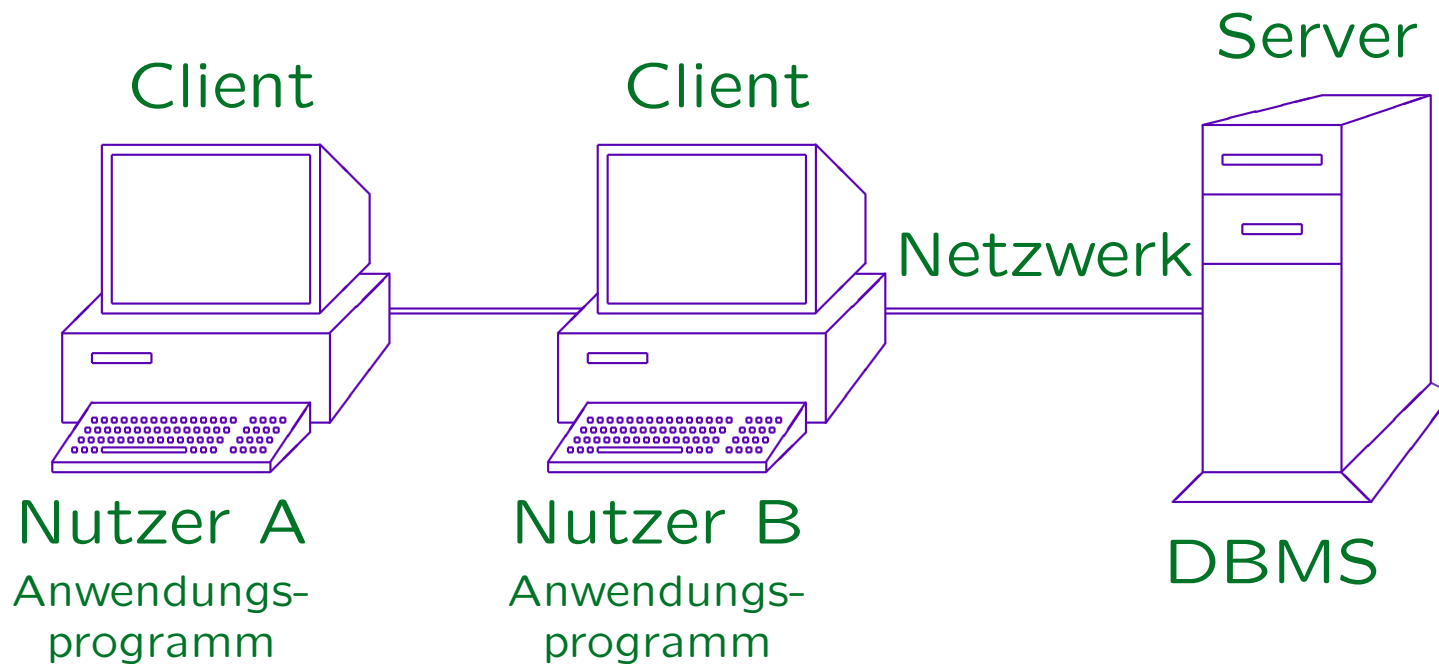 Client
Client
Server
Netzwerk
Nutzer A
Nutzer B
DBMS
Anwendungs-
programm
Anwendungs-
programm